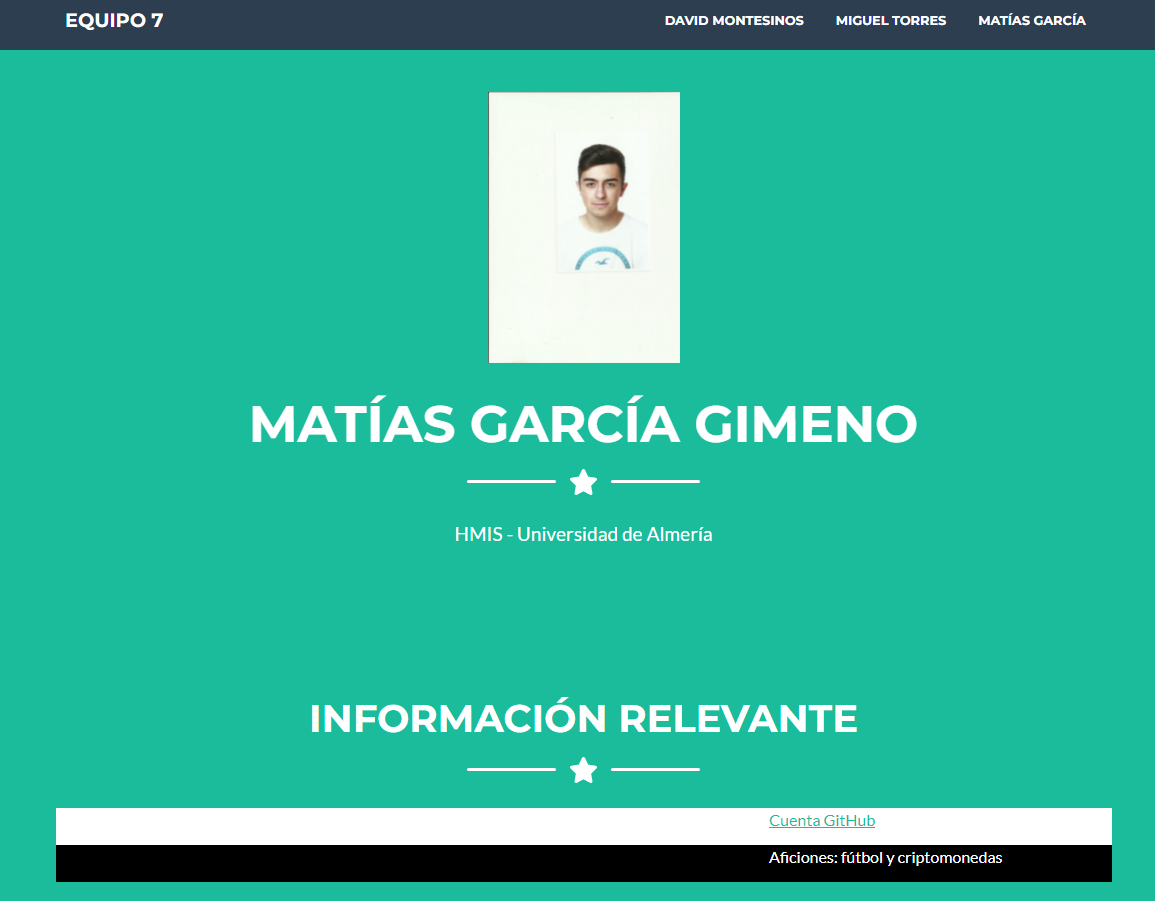 EQUIPO 7
DAVID MONTESINOS
MIGUEL TORRES
MATÍAS GARCÍA
MATÍAS GARCÍA GIMENO
HMIS - Universidad de Almería
INFORMACIÓN RELEVANTE
Cuenta GitHub
Aficiones: fútbol y criptomonedas